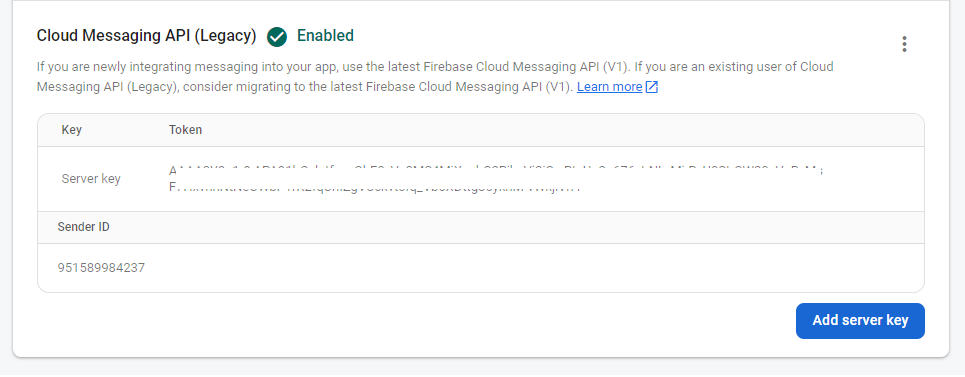 Cloud Messaging API (Legacy) Enabled
If you are newly integrating messaging into your app, use the latest Firebase Cloud Messaging API (V1). If you are an existing user of Cloud
Messaging API (Legacy), consider migrating to the latest Firebase Cloud Messaging API (V1). Learn more
Key Token
Server key
Sender ID
951589984237
Add server key